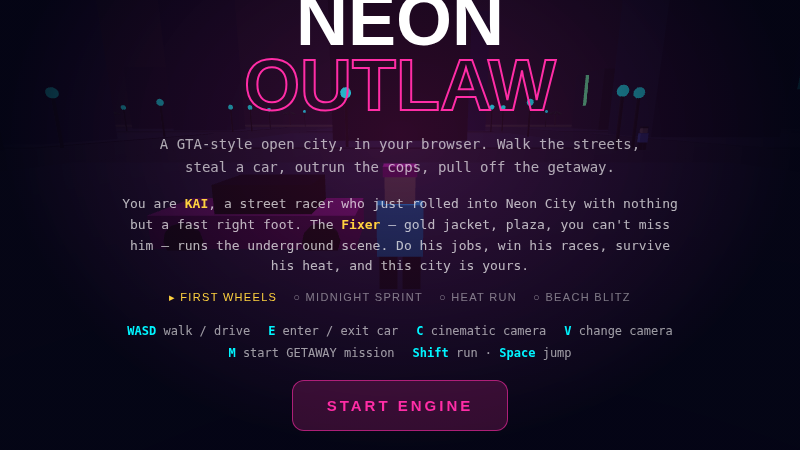 NEON
OUTLAW
A GTA-style open city, in your browser. Walk the streets,
steal a car, outrun the cops, pull off the getaway.
You are KAI, a street racer who just rolled into Neon City with nothing
but a fast right foot. The Fixer — gold jacket, plaza, you can't miss
him — runs the underground scene. Do his jobs, win his races, survive
his heat, and this city is yours.
▸ FIRST WHEELS ○ MIDNIGHT SPRINT ○ HEAT RUN ○ BEACH BLITZ
WASD walk / drive E enter / exit car C cinematic camera V change camera
M start GETAWAY mission Shift run · Space jump
START ENGINE